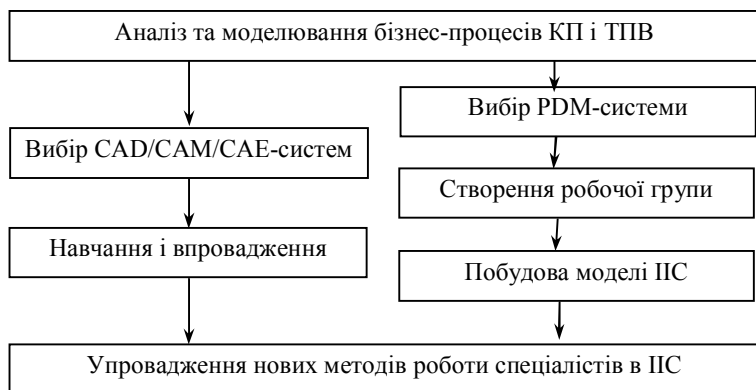 Аналіз та моделювання бізнес-процесів КП і ТПВ
Вибір CAD/CAM/CAE-систем
Навчання і впровадження
Вибір PDM-системи
Створення робочої групи
Побудова моделі ІІС
Упровадження нових методів роботи спеціалістів в ІІС